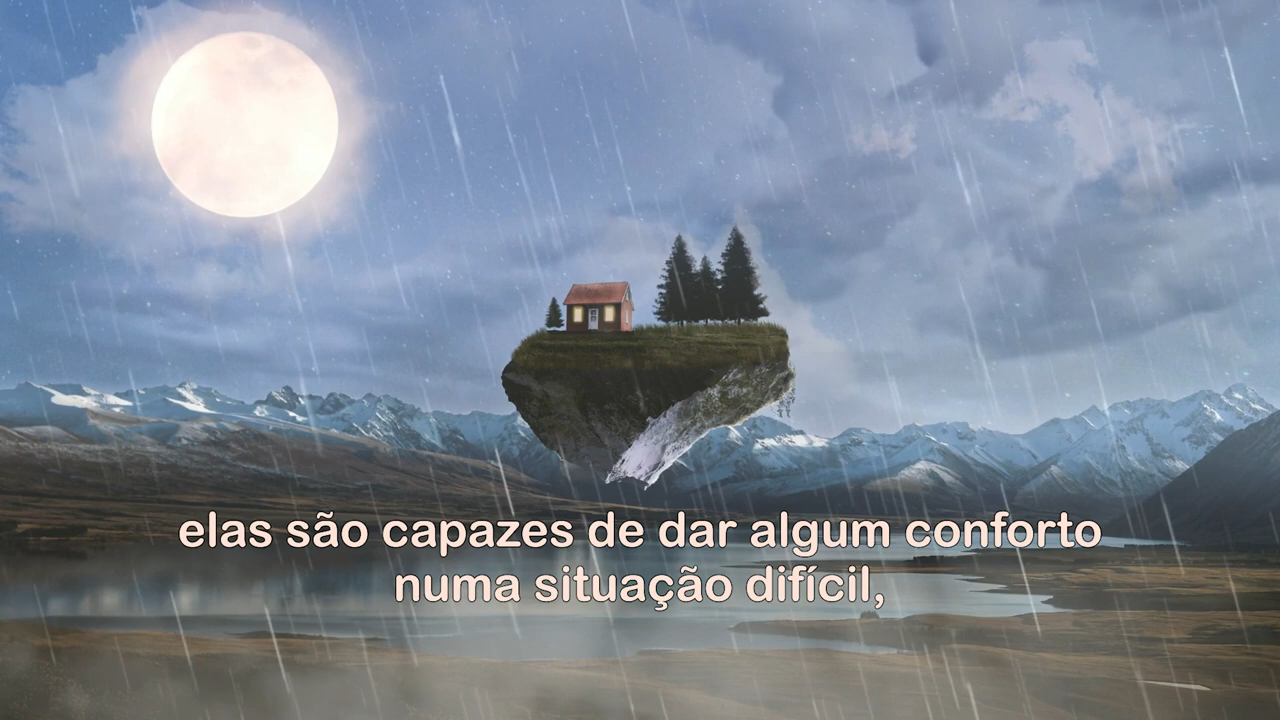 elas são capazes de dar algum conforto
numa situação difícil,